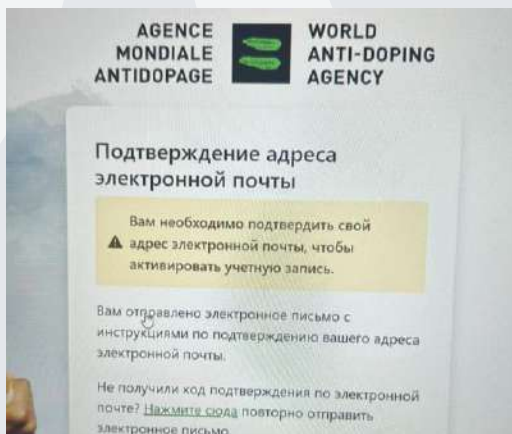 AGENCE
MONDIALE
ANTIDOPAGE
WORLD
ANTI-DOPING
AGENCY
Подтверждение адреса
электронной почты
Вам необходимо подтвердить свой
адрес электронной почты, чтобы
активировать учетную запись.
Вам отправлено электронное письмо с
инструкциями по подтверждению вашего адреса
электронной почты.
Не получили код подтверждения по электронной
почте? Нажмите сюда повторно отправить
электронное письмо